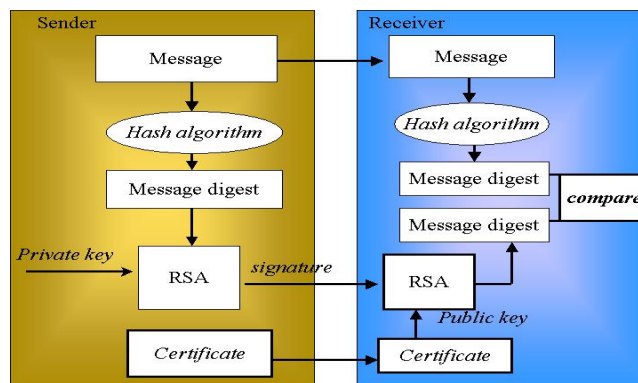 Sender
Message
Hash algorithm
Message digest
Private key
RSA
signature
Certificate
Receiver
Message
Hash algorithm
Message digest
compare
Message digest
RSA
Public key
Certificate